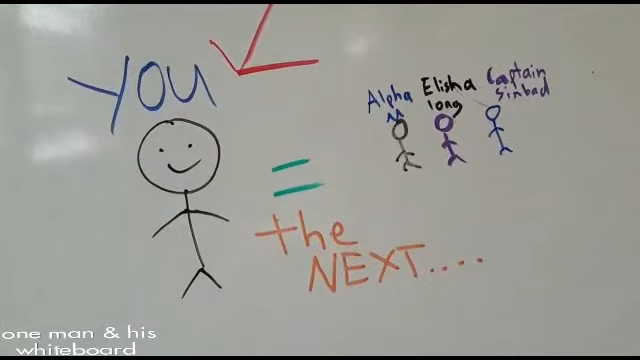 YOU
=
the
NEXT....
Alpha
M
Elisha
long
Captain
Sinbad
one man & his
whiteboard